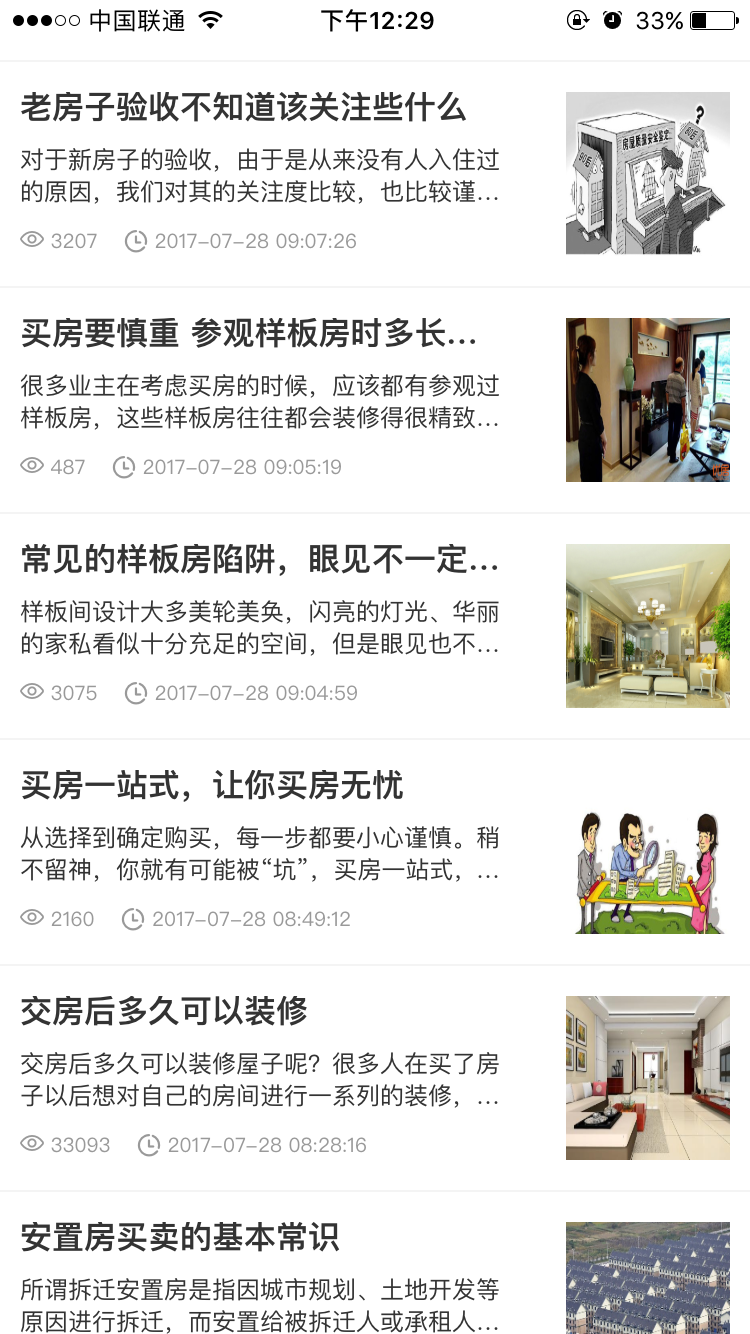 中国联通 下午12:29 33%
老房子验收不知道该关注些什么
对于新房子的验收，由于是从来没有人入住过
的原因，我们对其的关注度比较，也比较谨…
3207 2017-07-28 09:07:26
房屋质量安全鉴定
买房要慎重 参观样板房时多长…
很多业主在考虑买房的时候，应该都有参观过
样板房，这些样板房往往都会装修得很精致…
487 2017-07-28 09:05:19
常见的样板房陷阱，眼见不一定…
样板间设计大多美轮美奂，闪亮的灯光、华丽
的家私看似十分充足的空间，但是眼见也不…
3075 2017-07-28 09:04:59
买房一站式，让你买房无忧
从选择到确定购买，每一步都要小心谨慎。稍
不留神，你就有可能被“坑”，买房一站式，…
2160 2017-07-28 08:49:12
交房后多久可以装修
交房后多久可以装修屋子呢？很多人在买了房
子以后想对自己的房间进行一系列的装修，…
33093 2017-07-28 08:28:16
安置房买卖的基本常识
所谓拆迁安置房是指因城市规划、土地开发等
原因进行拆迁，而安置给被拆迁人或承租人…